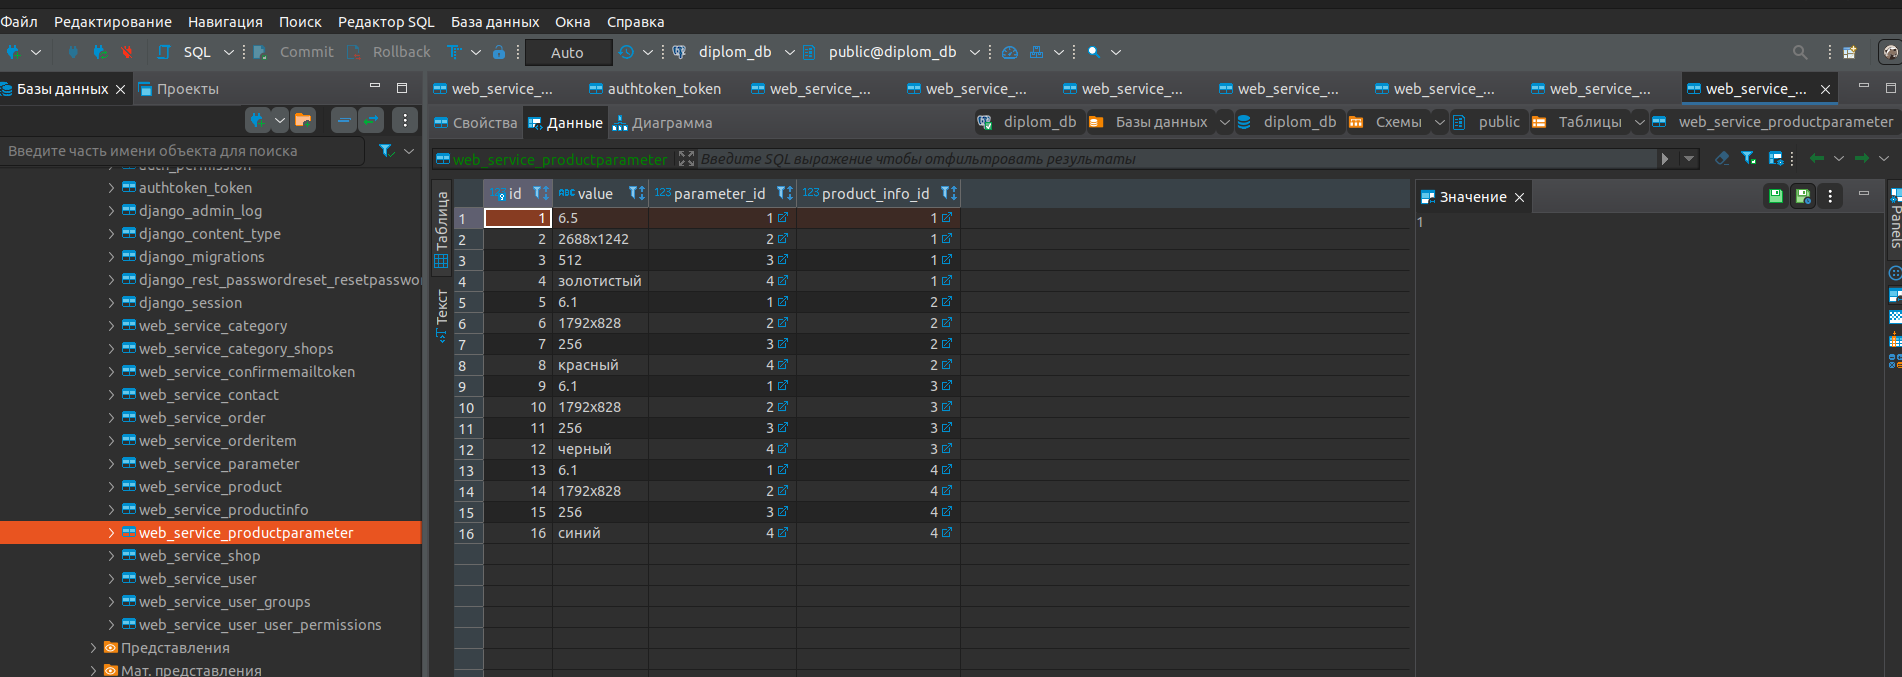 Файл Редактирование Навигация Поиск Редактор SQL База данных Окна Справка
SQL Commit Rollback Auto diplom_db public@diplom_db
Базы данных Проекты
web_service_... authtoken_token web_service_... web_service_... web_service_... web_service_... web_service_... web_service_... web_service_...
Свойства Данные Диаграмма diplom_db Базы данных diplom_db Схемы public Таблицы web_service_productparameter
Введите часть имени объекта для поиска
web_service_productparameter Введите SQL выражение чтобы отфильтровать результаты
auth_permission
authtoken_token
django_admin_log
django_content_type
django_migrations
django_rest_passwordreset_resetpasswo
django_session
web_service_category
web_service_category_shops
web_service_confirmemailtoken
web_service_contact
web_service_order
web_service_orderitem
web_service_parameter
web_service_product
web_service_productinfo
web_service_productparameter
web_service_shop
web_service_user
web_service_user_groups
web_service_user_user_permissions
Представления
Мат. представления
Таблица
Текст
123 id ABC value 123 parameter_id 123 product_info_id
1 1 6.5 1 1
2 2 2688x1242 2 1
3 3 512 3 1
4 4 золотистый 4 1
5 5 6.1 1 2
6 6 1792x828 2 2
7 7 256 3 2
8 8 красный 4 2
9 9 6.1 1 3
10 10 1792x828 2 3
11 11 256 3 3
12 12 черный 4 3
13 13 6.1 1 4
14 14 1792x828 2 4
15 15 256 3 4
16 16 синий 4 4
Значение
1
Panels